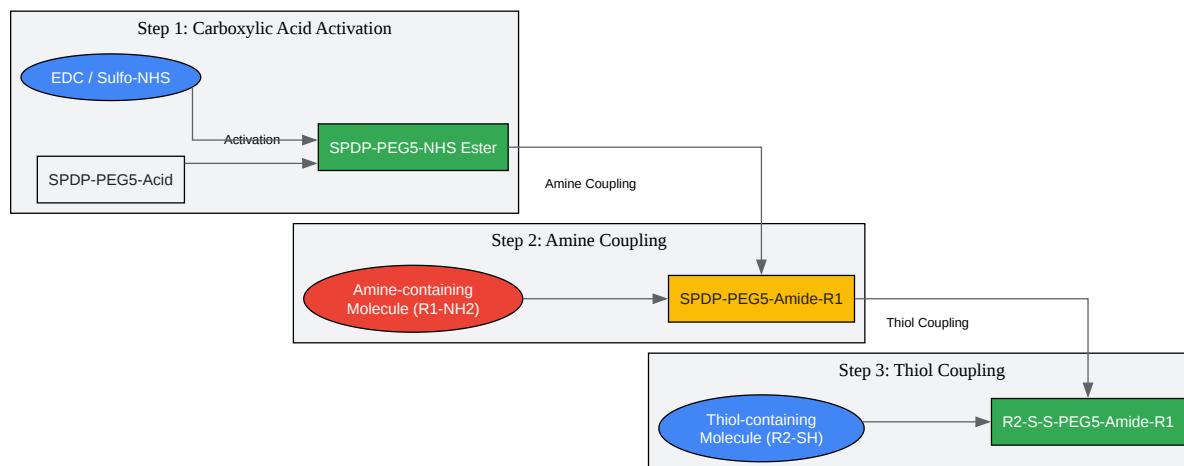 Step 1: Carboxylic Acid Activation
EDC / Sulfo-NHS
Activation
SPDP-PEG5-NHS Ester
SPDP-PEG5-Acid
Amine Coupling
Step 2: Amine Coupling
Amine-containing
Molecule (R1-NH2)
SPDP-PEG5-Amide-R1
Thiol Coupling
Step 3: Thiol Coupling
Thiol-containing
Molecule (R2-SH)
R2-S-S-PEG5-Amide-R1